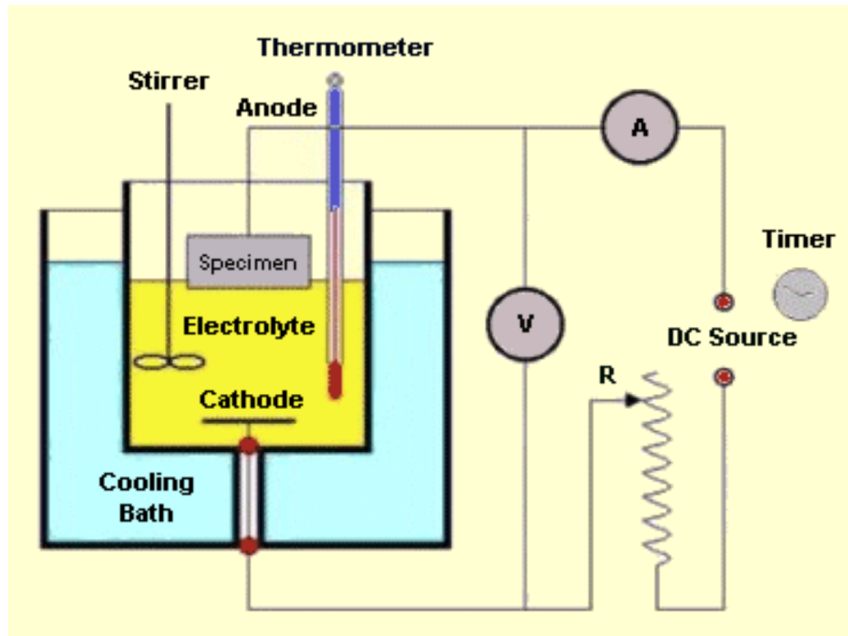 Thermometer
Stirrer
Anode
A
Timer
Specimen
Electrolyte
V
DC Source
R
Cathode
Cooling
Bath